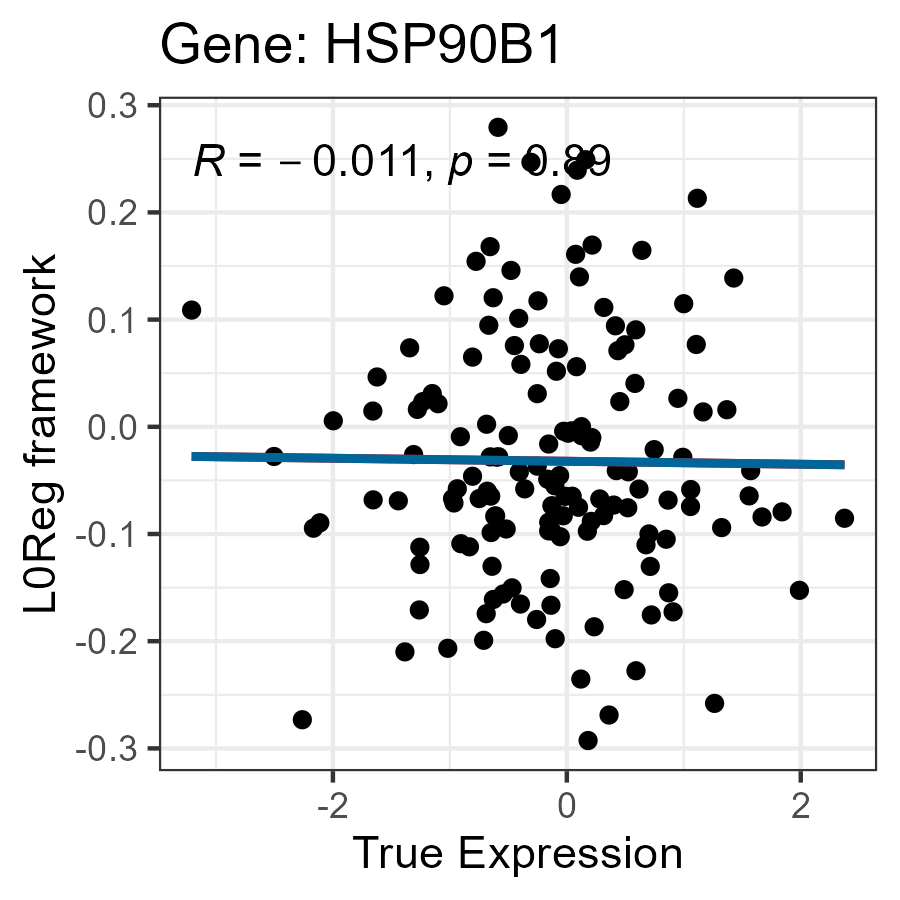 Gene: HSP90B1
R = − 0.011, p = 0.89
0.3
0.2
0.1
0.0
-0.1
-0.2
-0.3
L0Reg framework
-2
0
2
True Expression